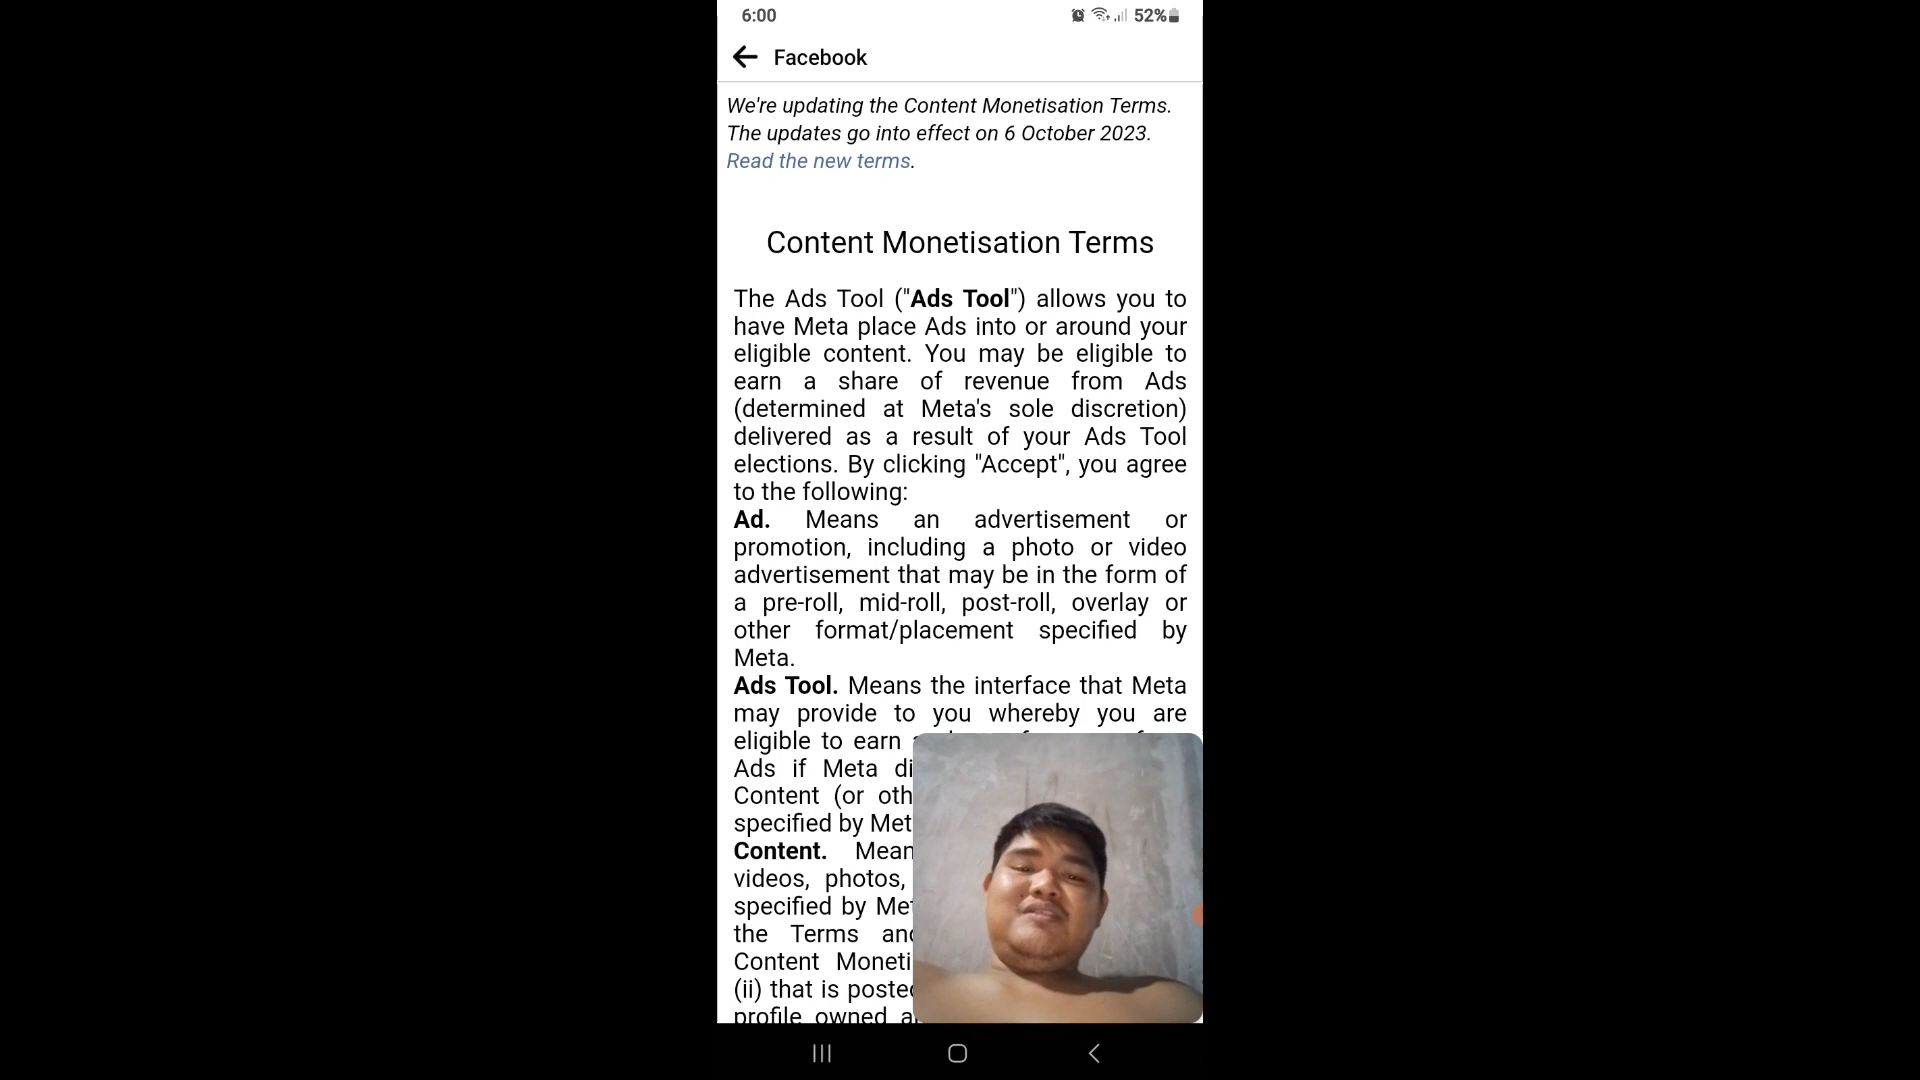 6:00
52%
Facebook
We're updating the Content Monetisation Terms.
The updates go into effect on 6 October 2023.
Read the new terms.
Content Monetisation Terms
The Ads Tool ("Ads Tool") allows you to
have Meta place Ads into or around your
eligible content. You may be eligible to
earn a share of revenue from Ads
(determined at Meta's sole discretion)
delivered as a result of your Ads Tool
elections. By clicking "Accept", you agree
to the following:
Ad. Means an advertisement or
promotion, including a photo or video
advertisement that may be in the form of
a pre-roll, mid-roll, post-roll, overlay or
other format/placement specified by
Meta.
Ads Tool. Means the interface that Meta
may provide to you whereby you are
eligible to earn
Ads if Meta
Content (or
specified by
Content.
videos, photos,
specified by
the Terms
Content
(ii) that is
profile owned